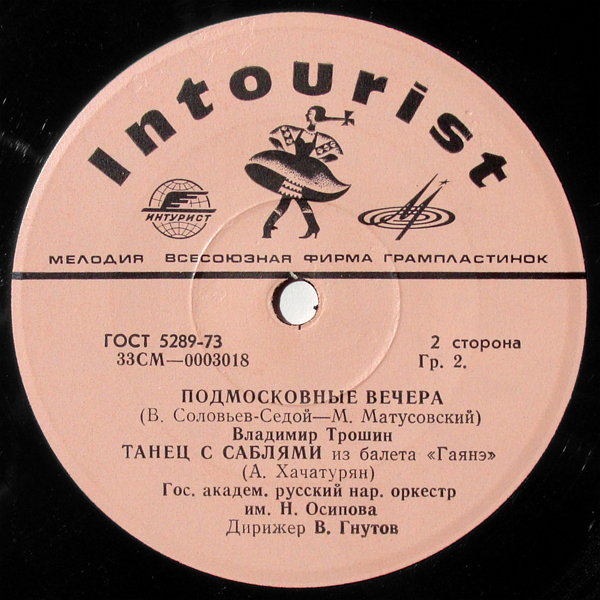 Intourist
ИНТУРИСТ
МЕЛОДИЯ ВСЕСОЮЗНАЯ ФИРМА ГРАМПЛАСТИНОК
ГОСТ 5289-73
2 сторона
33СМ—0003018
Гр. 2.
ПОДМОСКОВНЫЕ ВЕЧЕРА
(В. Соловьев-Седой—М. Матусовский)
Владимир Трошин
ТАНЕЦ С САБЛЯМИ из балета «Гаянэ»
(А. Хачатурян)
Гос. академ. русский нар. оркестр
им. Н. Осипова
Дирижер В. Гнутов